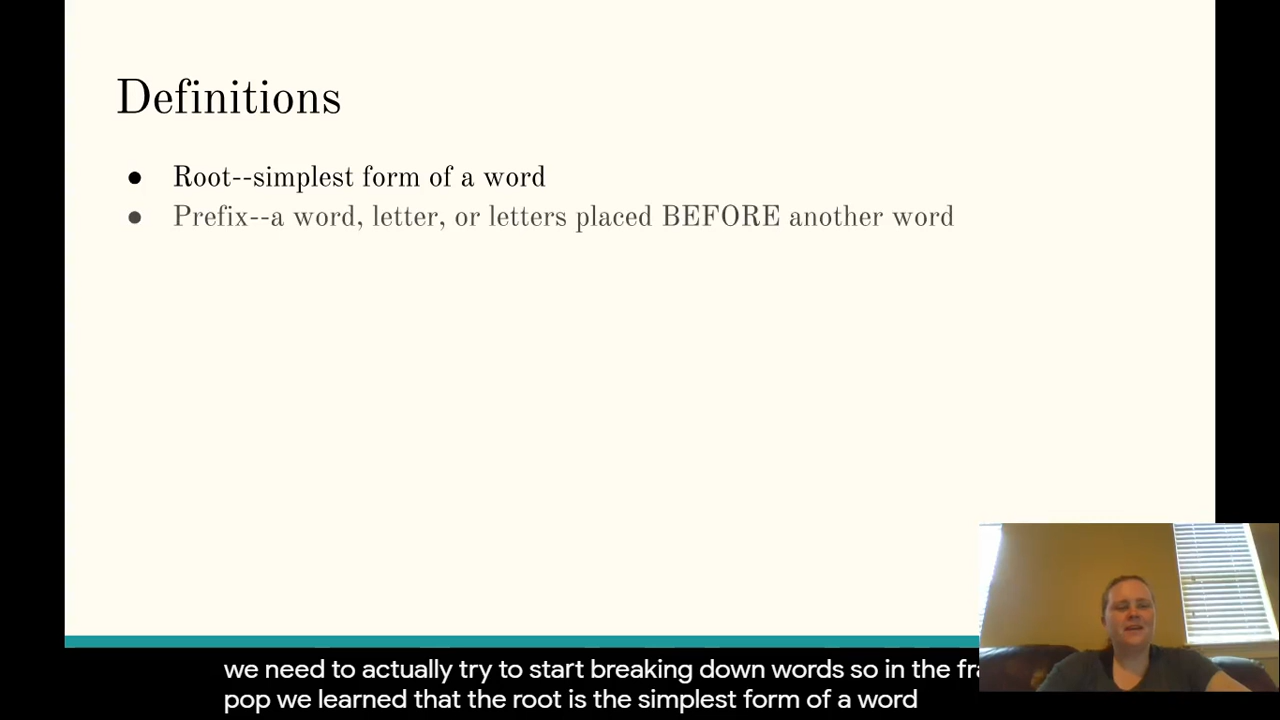 Definitions
● Root--simplest form of a word
● Prefix--a word, letter, or letters placed BEFORE another word
we need to actually try to start breaking down words so in the
pop we learned that the root is the simplest form of a word